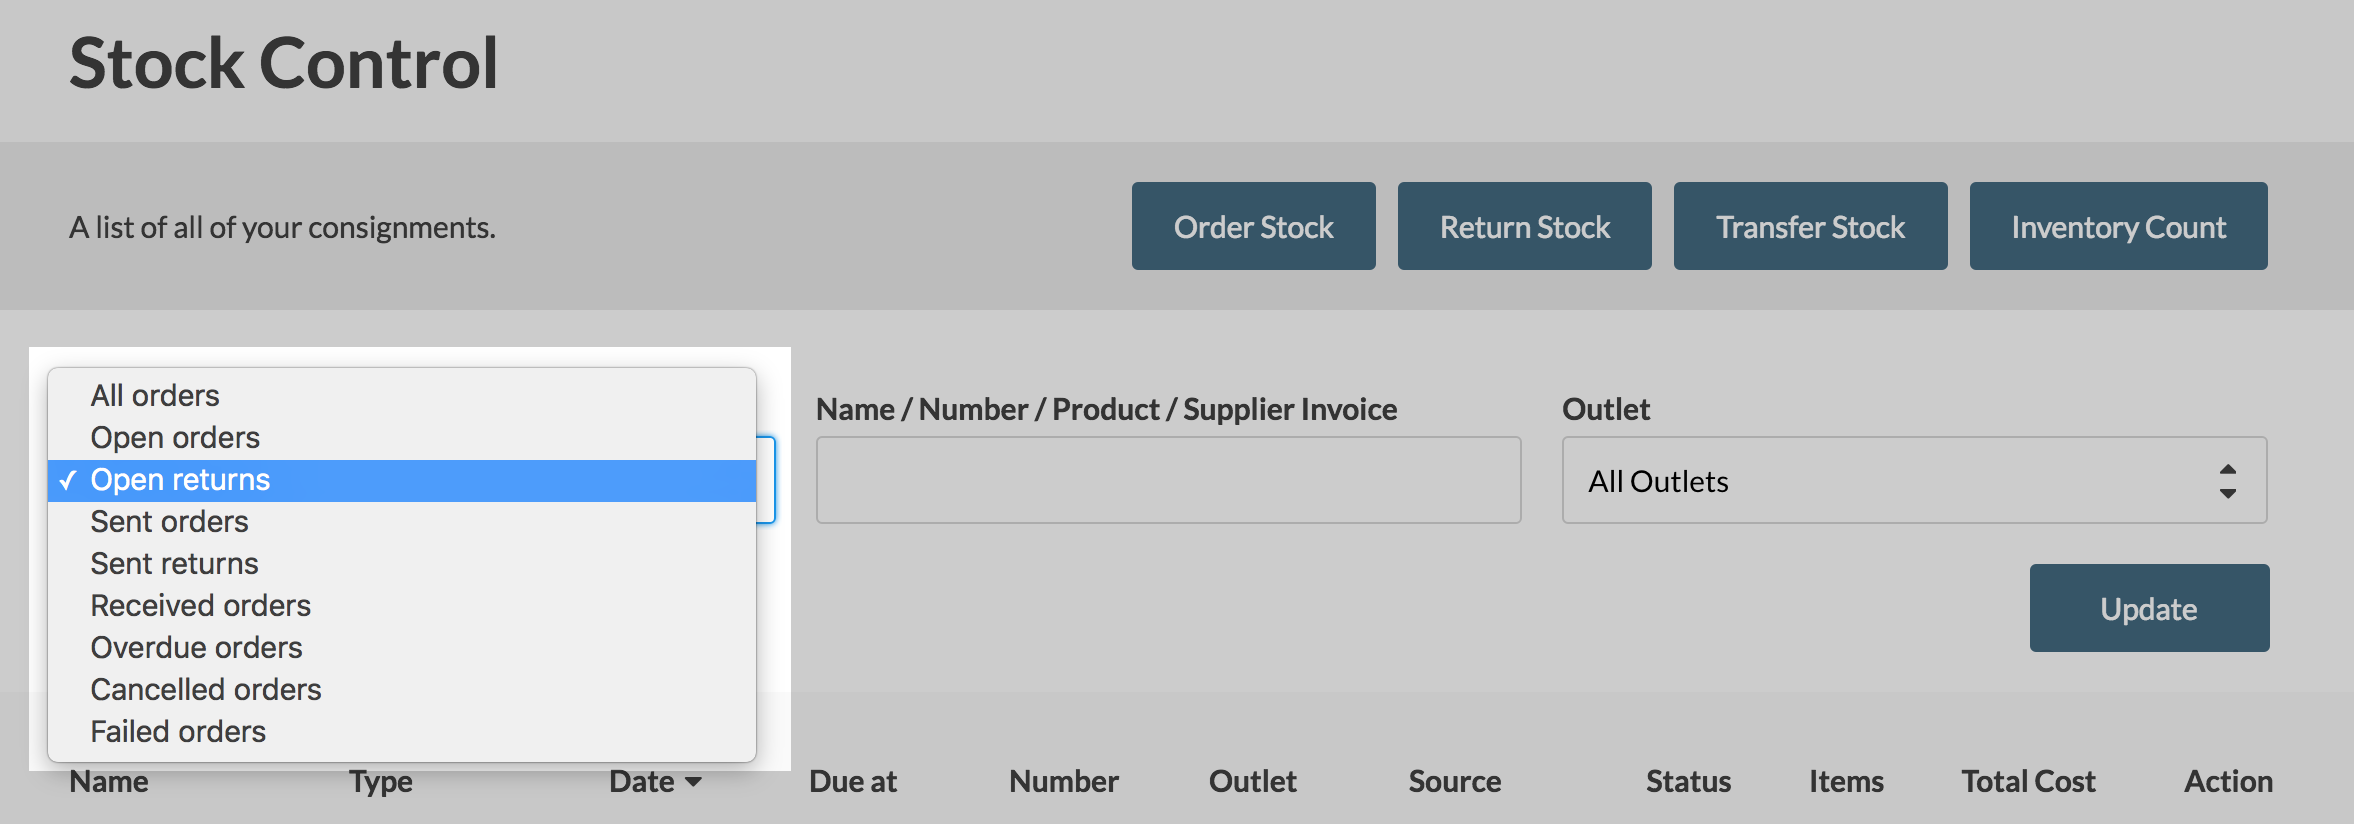 Stock Control
A list of all of your consignments.
Order Stock
Return Stock
Transfer Stock
Inventory Count
All orders
Open orders
✓ Open returns
Sent orders
Sent returns
Received orders
Overdue orders
Cancelled orders
Failed orders
Name / Number / Product / Supplier Invoice
Outlet
All Outlets
Update
Name Type Date Due at Number Outlet Source Status Items Total Cost Action